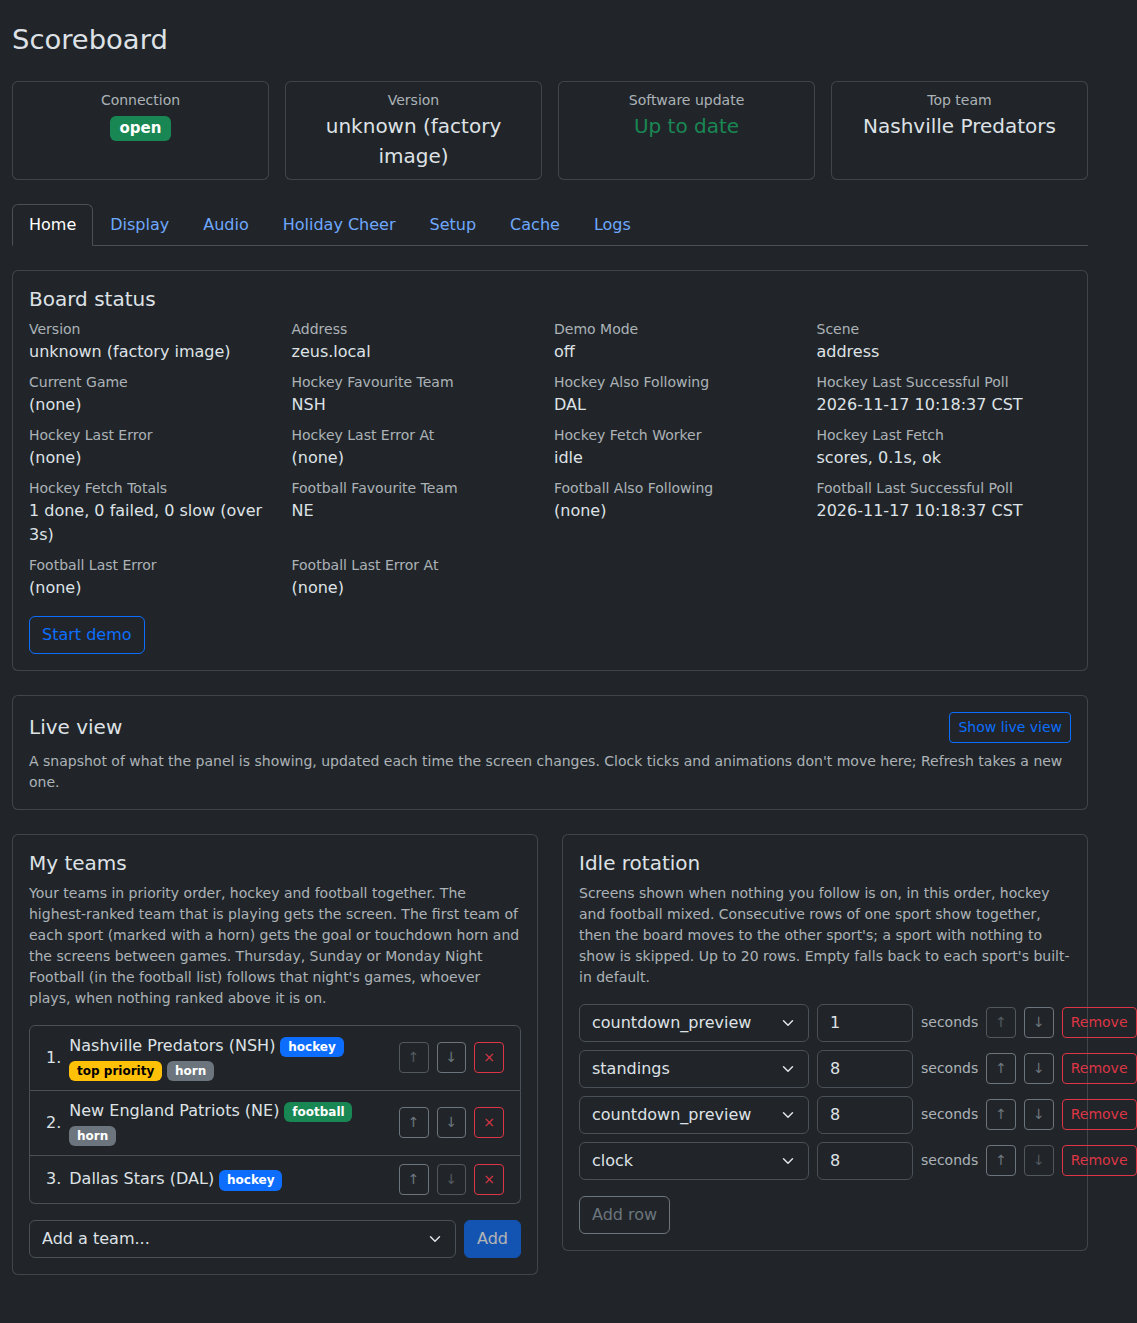 Scoreboard
Connection
open
Version
unknown (factory
image)
Software update
Up to date
Top team
Nashville Predators
Home Display Audio Holiday Cheer Setup Cache Logs
Board status
Version Address Demo Mode Scene
unknown (factory image) zeus.local off address
Current Game Hockey Favourite Team Hockey Also Following Hockey Last Successful Poll
(none) NSH DAL 2026-11-17 10:18:37 CST
Hockey Last Error Hockey Last Error At Hockey Fetch Worker Hockey Last Fetch
(none) (none) idle scores, 0.1s, ok
Hockey Fetch Totals Football Favourite Team Football Also Following Football Last Successful Poll
1 done, 0 failed, 0 slow (over NE (none) 2026-11-17 10:18:37 CST
3s)
Football Last Error Football Last Error At
(none) (none)
Start demo
Live view Show live view
A snapshot of what the panel is showing, updated each time the screen changes. Clock ticks and animations don't move here; Refresh takes a new
one.
My teams
Your teams in priority order, hockey and football together. The
highest-ranked team that is playing gets the screen. The first team of
each sport (marked with a horn) gets the goal or touchdown horn and
the screens between games. Thursday, Sunday or Monday Night
Football (in the football list) follows that night's games, whoever
plays, when nothing ranked above it is on.
1. Nashville Predators (NSH) hockey
top priority horn ↑ ↓ ×
2. New England Patriots (NE) football
horn ↑ ↓ ×
3. Dallas Stars (DAL) hockey ↑ ↓ ×
Add a team... Add
Idle rotation
Screens shown when nothing you follow is on, in this order, hockey
and football mixed. Consecutive rows of one sport show together,
then the board moves to the other sport's; a sport with nothing to
show is skipped. Up to 20 rows. Empty falls back to each sport's built-
in default.
countdown_preview 1 seconds ↑ ↓ Remove
standings 8 seconds ↑ ↓ Remove
countdown_preview 8 seconds ↑ ↓ Remove
clock 8 seconds ↑ ↓ Remove
Add row